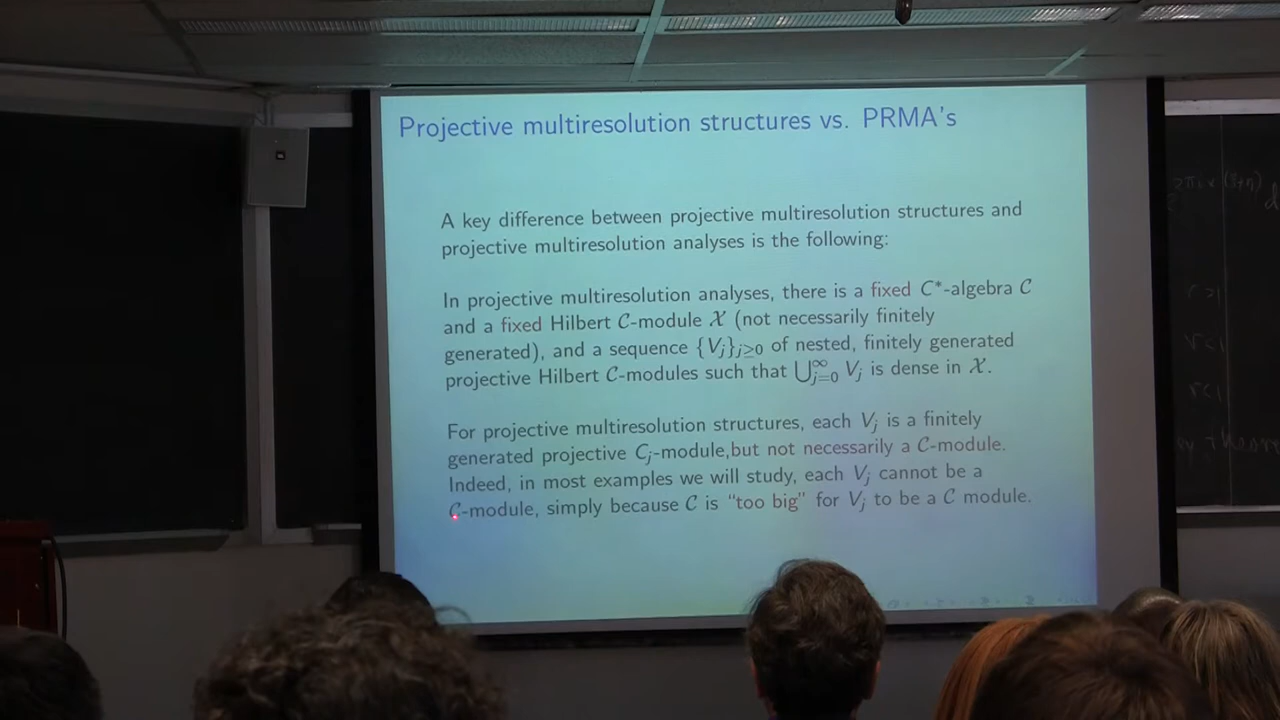 Projective multiresolution structures vs. PRMA's
A key difference between projective multiresolution structures and
projective multiresolution analyses is the following:
In projective multiresolution analyses, there is a fixed C*-algebra 𝒞
and a fixed Hilbert 𝒞-module 𝒳 (not necessarily finitely
generated), and a sequence {V_j}_{j≥0} of nested, finitely generated
projective Hilbert 𝒞-modules such that ⋃_{j=0}^∞ V_j is dense in 𝒳.
For projective multiresolution structures, each V_j is a finitely
generated projective C_j-module,but not necessarily a 𝒞-module.
Indeed, in most examples we will study, each V_j cannot be a
𝒞-module, simply because 𝒞 is "too big" for V_j to be a 𝒞 module.
r>1
r<1
r<1